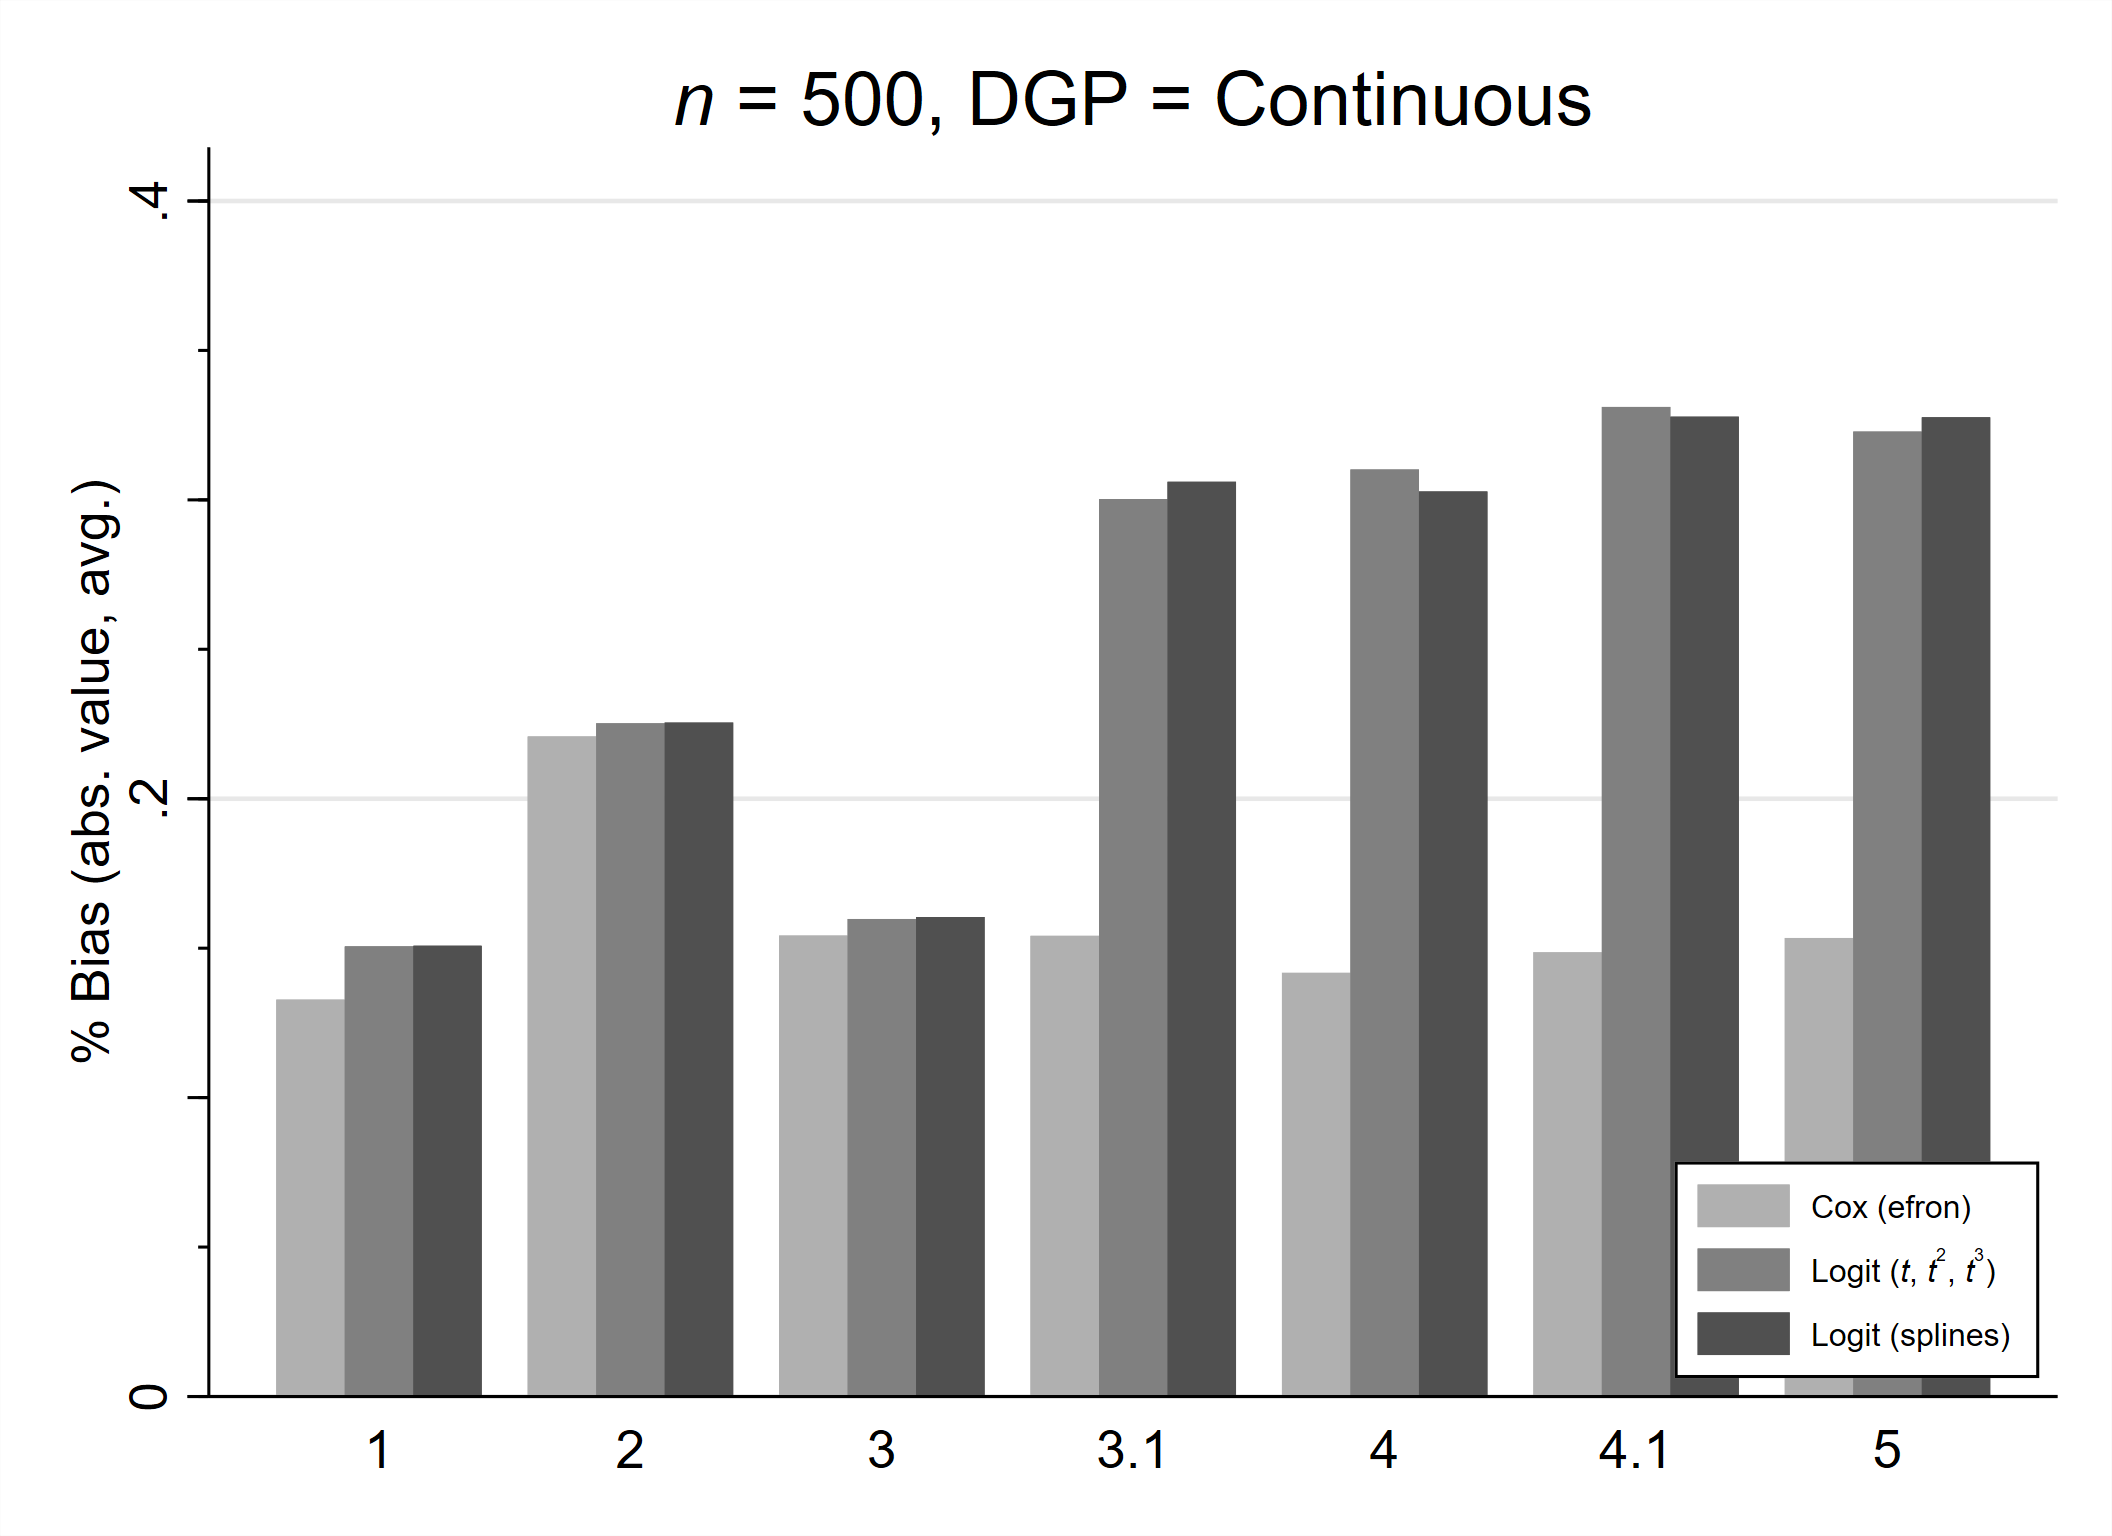 n = 500, DGP = Continuous
% Bias (abs. value, avg.)
.4
.2
0
1 2 3 3.1 4 4.1 5
Cox (efron)
Logit (t, t², t³)
Logit (splines)